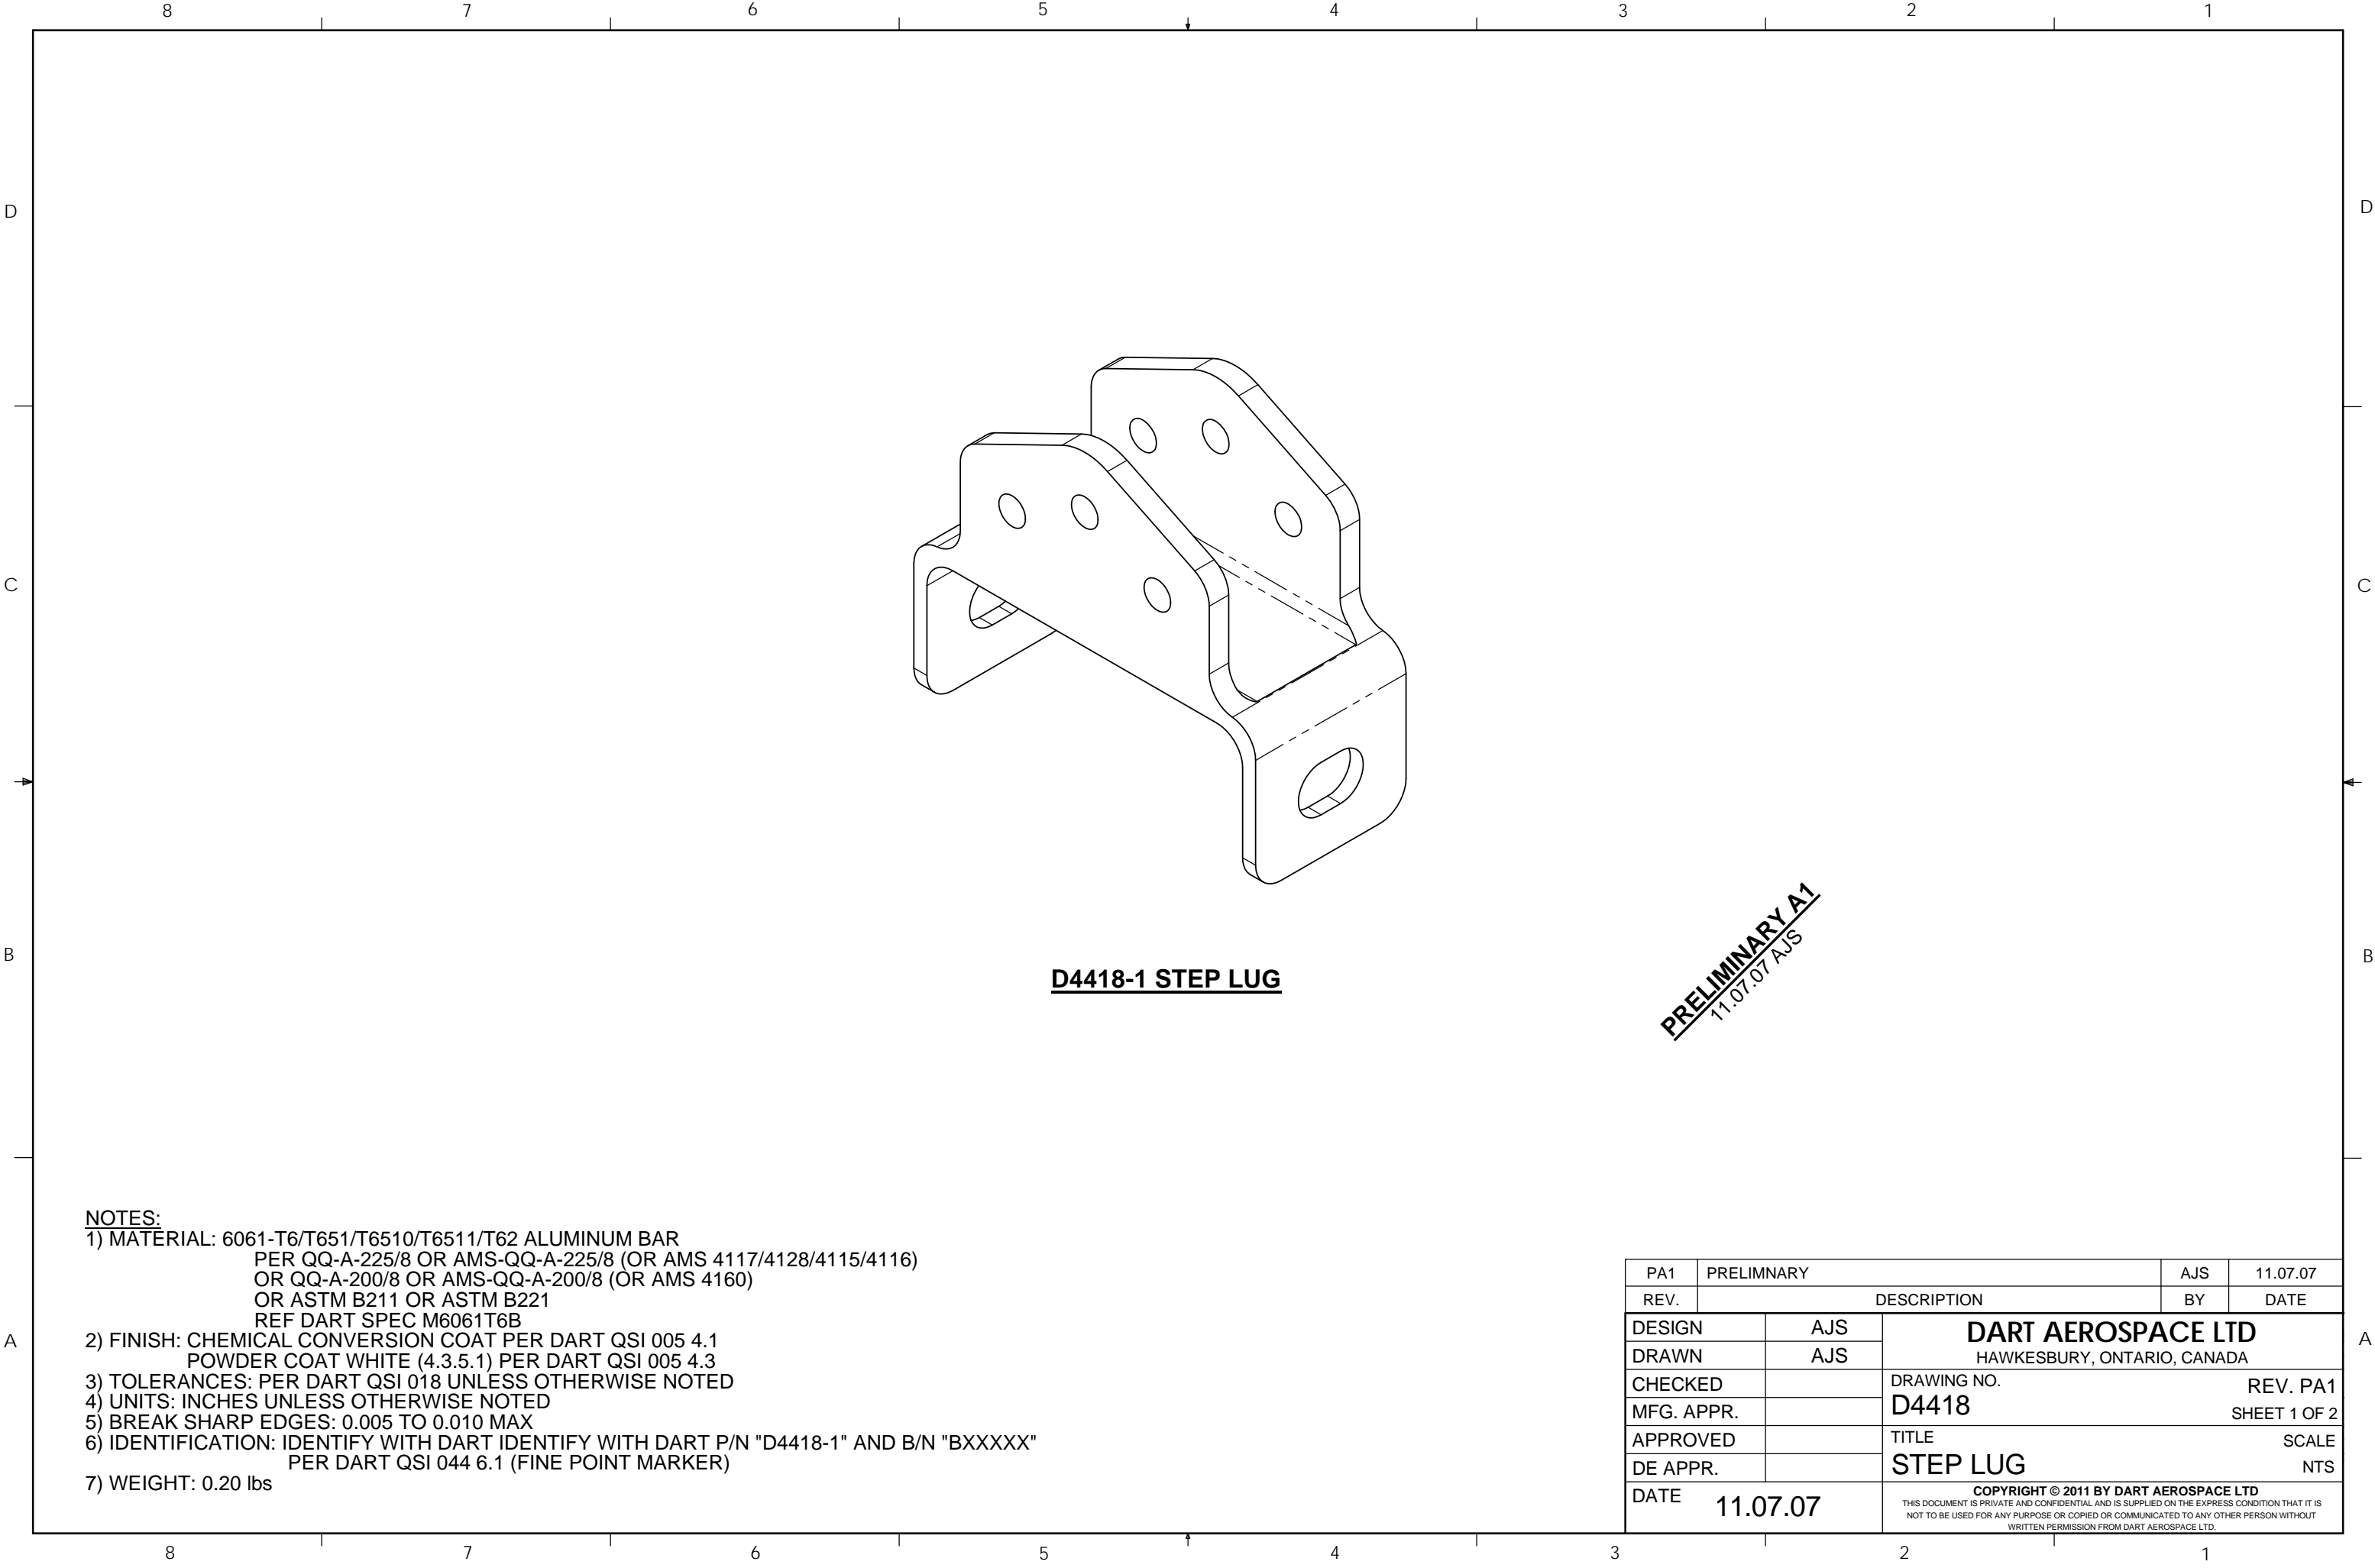 8 7 6 5 4 3 2 1
D D
C C
B B
A A
D4418-1 STEP LUG
PRELIMINARY A1
11.07.07 AJS
NOTES:
1) MATERIAL: 6061-T6/T651/T6510/T6511/T62 ALUMINUM BAR
PER QQ-A-225/8 OR AMS-QQ-A-225/8 (OR AMS 4117/4128/4115/4116)
OR QQ-A-200/8 OR AMS-QQ-A-200/8 (OR AMS 4160)
OR ASTM B211 OR ASTM B221
REF DART SPEC M6061T6B
2) FINISH: CHEMICAL CONVERSION COAT PER DART QSI 005 4.1
POWDER COAT WHITE (4.3.5.1) PER DART QSI 005 4.3
3) TOLERANCES: PER DART QSI 018 UNLESS OTHERWISE NOTED
4) UNITS: INCHES UNLESS OTHERWISE NOTED
5) BREAK SHARP EDGES: 0.005 TO 0.010 MAX
6) IDENTIFICATION: IDENTIFY WITH DART IDENTIFY WITH DART P/N "D4418-1" AND B/N "BXXXXX"
PER DART QSI 044 6.1 (FINE POINT MARKER)
7) WEIGHT: 0.20 lbs
PA1 PRELIMNARY AJS 11.07.07
REV. DESCRIPTION BY DATE
DESIGN AJS
DRAWN AJS
CHECKED
MFG. APPR.
APPROVED
DE APPR.
DATE 11.07.07
DART AEROSPACE LTD
HAWKESBURY, ONTARIO, CANADA
DRAWING NO. REV. PA1
D4418 SHEET 1 OF 2
TITLE SCALE
STEP LUG NTS
COPYRIGHT © 2011 BY DART AEROSPACE LTD
THIS DOCUMENT IS PRIVATE AND CONFIDENTIAL AND IS SUPPLIED ON THE EXPRESS CONDITION THAT IT IS
NOT TO BE USED FOR ANY PURPOSE OR COPIED OR COMMUNICATED TO ANY OTHER PERSON WITHOUT
WRITTEN PERMISSION FROM DART AEROSPACE LTD.
8 7 6 5 4 3 2 1